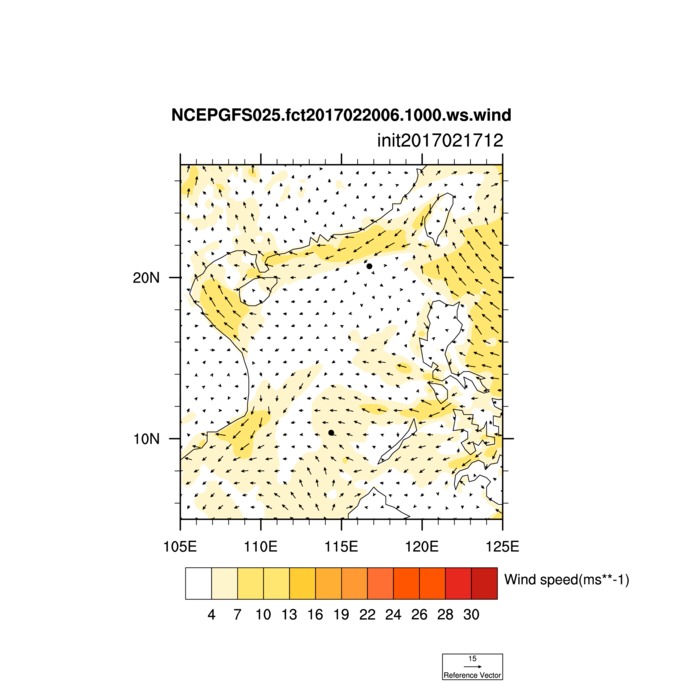 NCEPGFS025.fct2017022006.1000.ws.wind
init2017021712
20N
10N
105E 110E 115E 120E 125E
Wind speed(ms**-1)
4 7 10 13 16 19 22 24 26 28 30
15
Reference Vector